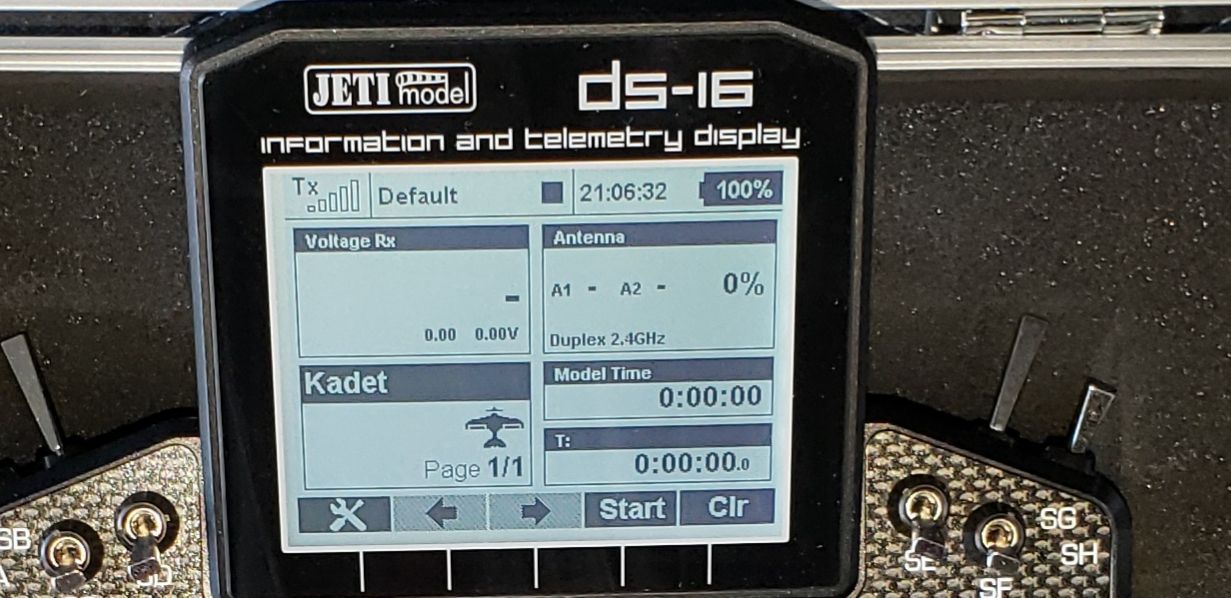 JETI model
ds-16
information and telemetry display
Tx Default 21:06:32 100%
Voltage Rx
-
0.00 0.00V
Antenna
A1 - A2 - 0%
Duplex 2.4GHz
Kadet
Page 1/1
Model Time
0:00:00
T:
0:00:00.0
Start Clr
SB
SE
SF
SG
SH